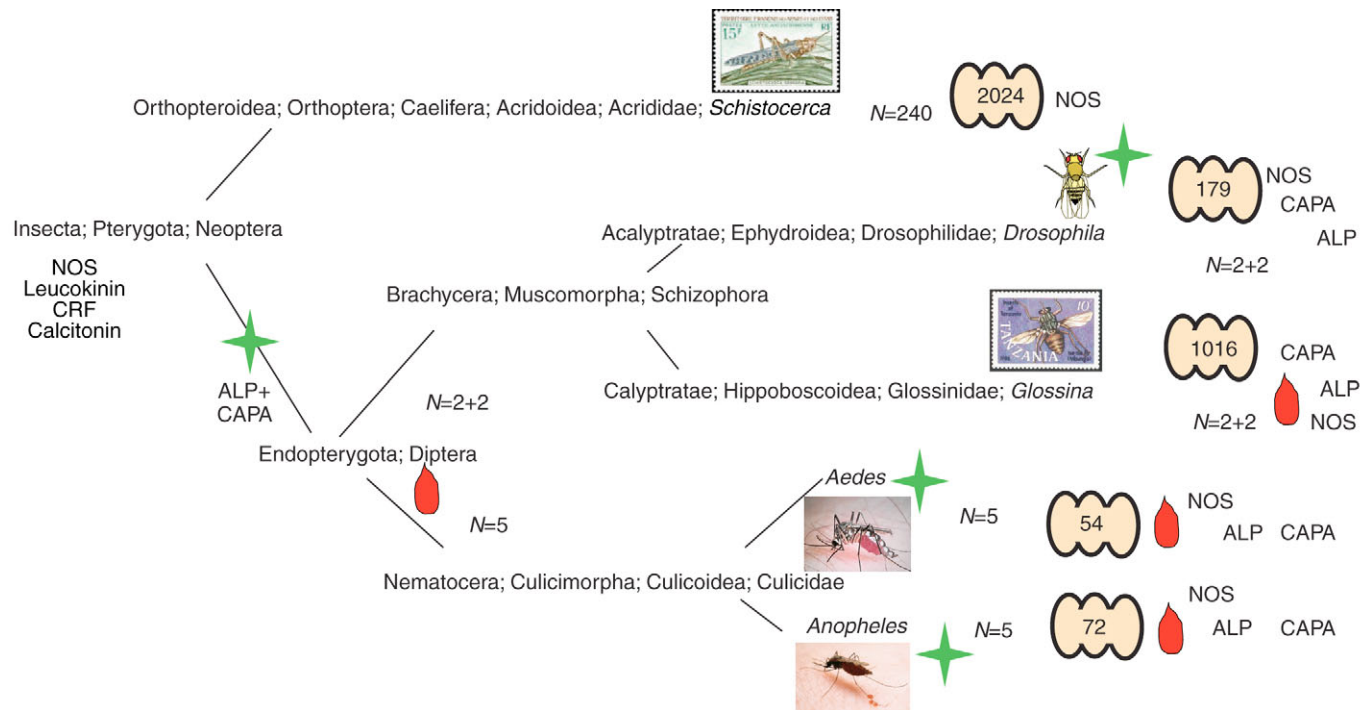 15F
Orthopteroidea; Orthoptera; Caelifera; Acridoidea; Acrididae; Schistocerca
N=240
2024
NOS
179
NOS
CAPA
ALP
N=2+2
Insecta; Pterygota; Neoptera
NOS
Leucokinin
CRF
Calcitonin
Acalyptratae; Ephydroidea; Drosophilidae; Drosophila
Brachycera; Muscomorpha; Schizophora
10
TANZANIA
1016
CAPA
ALP
NOS
N=2+2
Calyptratae; Hippoboscoidea; Glossinidae; Glossina
ALP+
CAPA
N=2+2
Endopterygota; Diptera
N=5
Aedes
N=5
54
NOS
ALP CAPA
Nematocera; Culicimorpha; Culicoidea; Culicidae
Anopheles
N=5
72
NOS
ALP CAPA